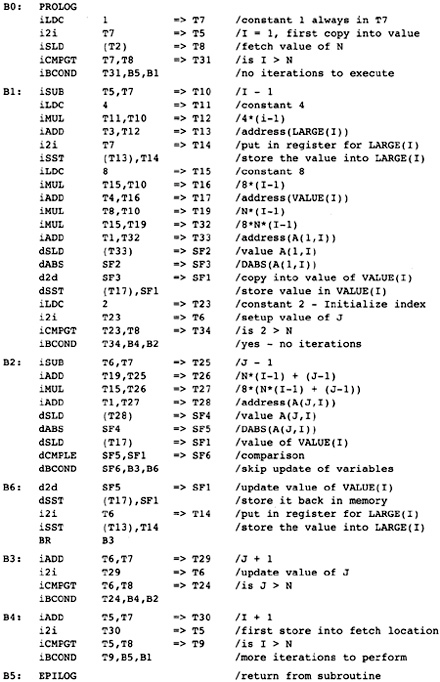 B0: PROLOG
iLDC 1 => T7 /constant 1 always in T7
i2i T7 => T5 /I = 1, first copy into value
iSLD (T2) => T8 /fetch value of N
iCMPGT T7,T8 => T31 /is I > N
iBCOND T31,B5,B1 /no iterations to execute
B1: iSUB T5,T7 => T10 /I - 1
iLDC 4 => T11 /constant 4
iMUL T11,T10 => T12 /4*(i-1)
iADD T3,T12 => T13 /address(LARGE(I))
i2i T7 => T14 /put in register for LARGE(I)
iSST (T13),T14 /store the value into LARGE(I)
iLDC 8 => T15 /constant 8
iMUL T15,T10 => T16 /8*(I-1)
iADD T4,T16 => T17 /address(VALUE(I))
iMUL T8,T10 => T19 /N*(I-1)
iMUL T15,T19 => T32 /8*N*(I-1)
iADD T1,T32 => T33 /address(A(1,I))
dSLD (T33) => SF2 /value A(1,I)
dABS SF2 => SF3 /DABS(A(1,I))
d2d SF3 => SF1 /copy into value of VALUE(I)
dSST (T17),SF1 /store value in VALUE(I)
iLDC 2 => T23 /constant 2 - Initialize index
i2i T23 => T6 /setup value of J
iCMPGT T23,T8 => T34 /is 2 > N
iBCOND T34,B4,B2 /yes - no iterations
B2: iSUB T6,T7 => T25 /J - 1
iADD T19,T25 => T26 /N*(I-1) + (J-1)
iMUL T15,T26 => T27 /8*(N*(I-1) + (J-1))
iADD T1,T27 => T28 /address(A(J,I))
dSLD (T28) => SF4 /value A(J,I)
dABS SF4 => SF5 /DABS(A(J,I))
dSLD (T17) => SF1 /value of VALUE(I)
dCMPLE SF5,SF1 => SF6 /comparison
dBCOND SF6,B3,B6 /skip update of variables
B6: d2d SF5 => SF1 /update value of VALUE(I)
dSST (T17),SF1 /store it back in memory
i2i T6 => T14 /put in register for LARGE(I)
iSST (T13),T14 /store the value into LARGE(I)
BR B3
B3: iADD T6,T7 => T29 /J + 1
i2i T29 => T6 /update value of J
iCMPGT T6,T8 => T24 /is J > N
iBCOND T24,B4,B2
B4: iADD T5,T7 => T30 /I + 1
i2i T30 => T5 /first store into fetch location
iCMPGT T5,T8 => T9 /is I > N
iBCOND T9,B5,B1 /more iterations to perform
B5: EPILOG /return from subroutine